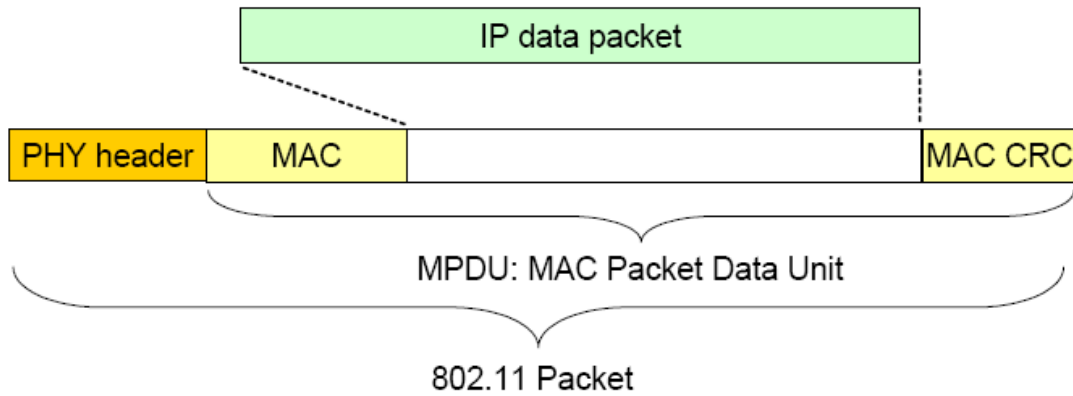 IP data packet
PHY header MAC MAC CRC
MPDU: MAC Packet Data Unit
802.11 Packet